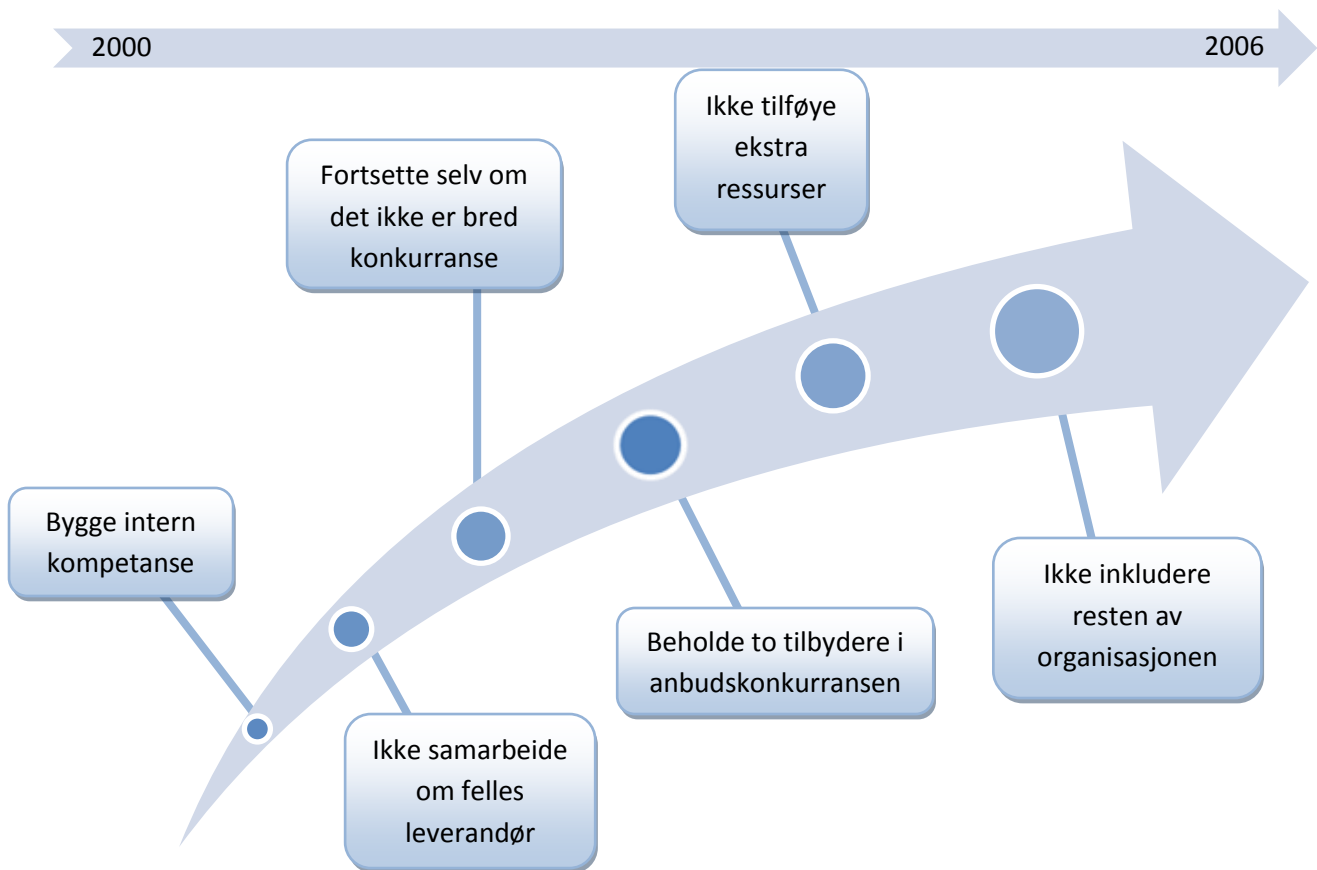 2000
2006
Ikke tilføye
ekstra
ressurser
Fortsette selv om
det ikke er bred
konkurranse
Bygge intern
kompetanse
Ikke samarbeide
om felles
leverandør
Beholde to tilbydere i
anbudskonkurransen
Ikke inkludere
resten av
organisasjonen